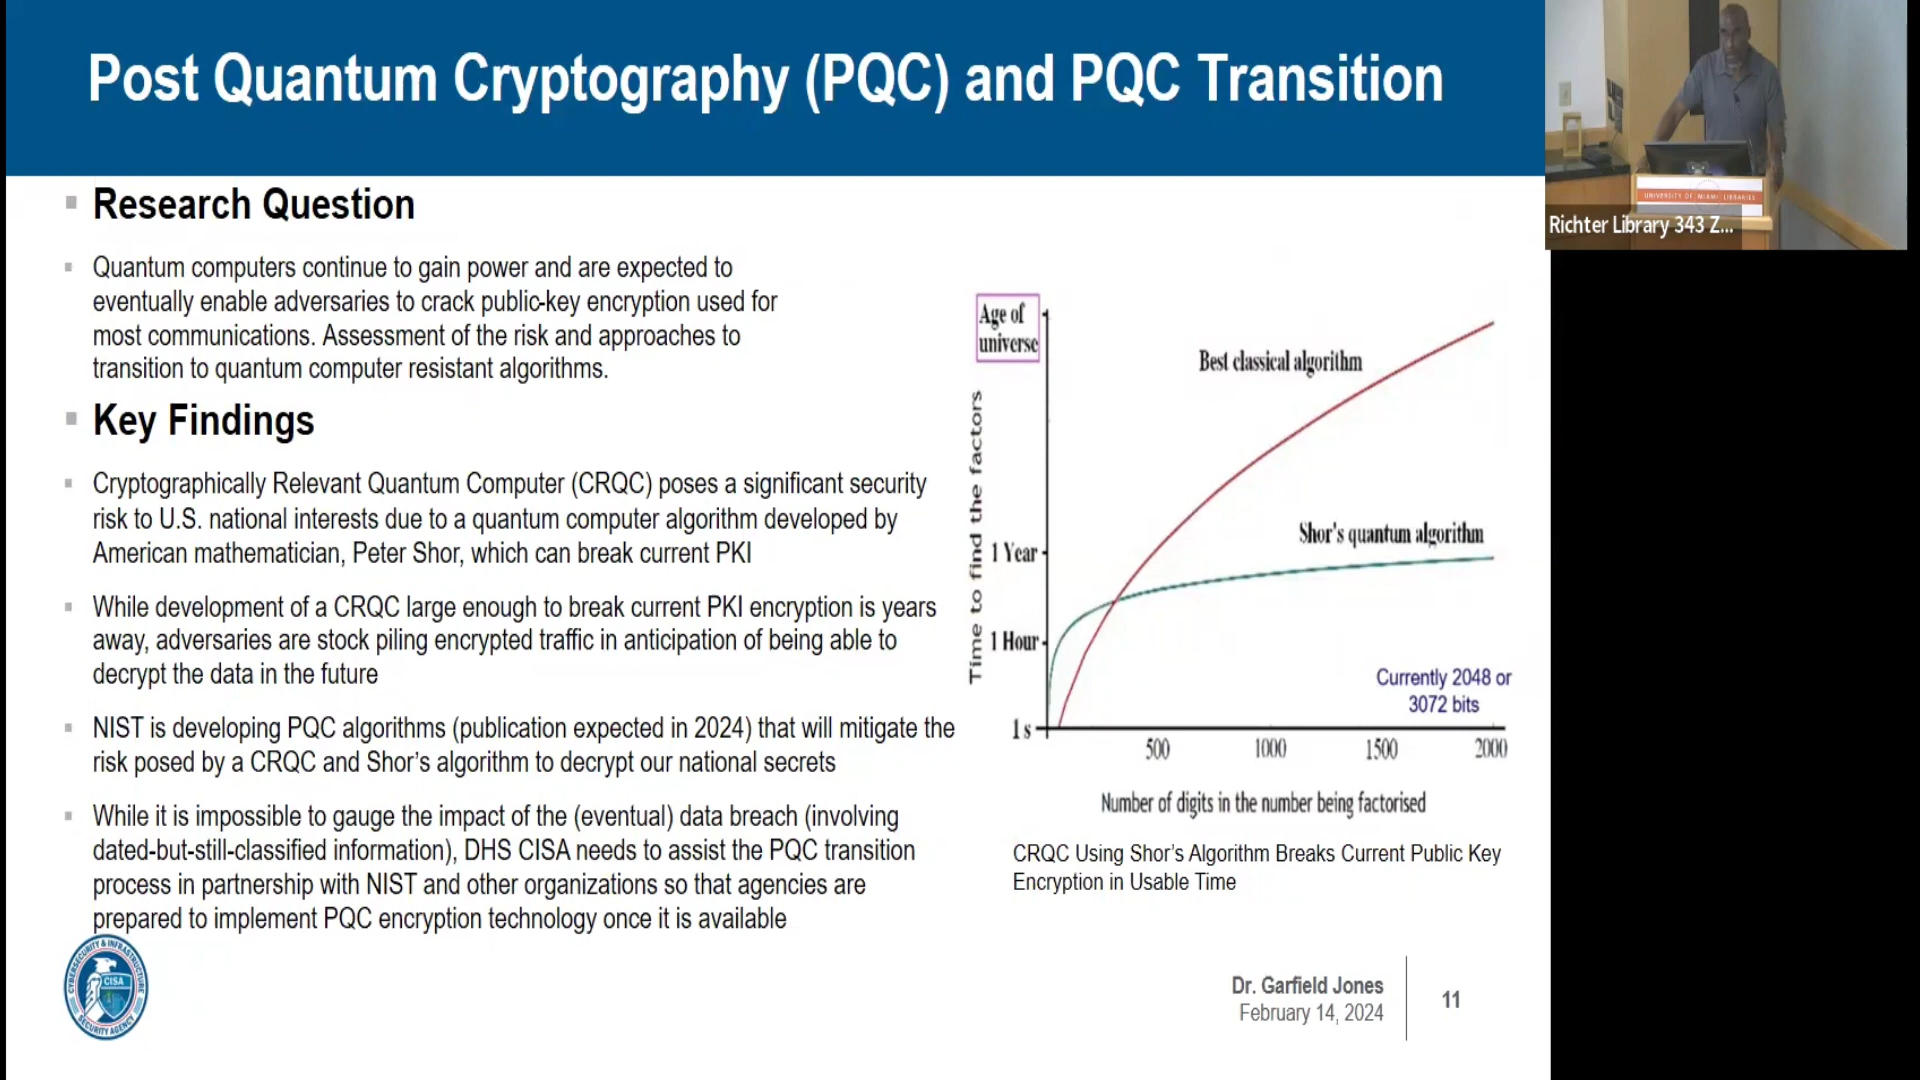 Post Quantum Cryptography (PQC) and PQC Transition
Research Question
Quantum computers continue to gain power and are expected to
eventually enable adversaries to crack public-key encryption used for
most communications. Assessment of the risk and approaches to
transition to quantum computer resistant algorithms.
Key Findings
Cryptographically Relevant Quantum Computer (CRQC) poses a significant security
risk to U.S. national interests due to a quantum computer algorithm developed by
American mathematician, Peter Shor, which can break current PKI
While development of a CRQC large enough to break current PKI encryption is years
away, adversaries are stock piling encrypted traffic in anticipation of being able to
decrypt the data in the future
NIST is developing PQC algorithms (publication expected in 2024) that will mitigate the
risk posed by a CRQC and Shor's algorithm to decrypt our national secrets
While it is impossible to gauge the impact of the (eventual) data breach (involving
dated-but-still-classified information), DHS CISA needs to assist the PQC transition
process in partnership with NIST and other organizations so that agencies are
prepared to implement PQC encryption technology once it is available
Age of
universe
Best classical algorithm
Time to find the factors
Shor's quantum algorithm
1 Year
1 Hour
Currently 2048 or
3072 bits
1 s
500 1000 1500 2000
Number of digits in the number being factorised
CRQC Using Shor's Algorithm Breaks Current Public Key
Encryption in Usable Time
CYBERSECURITY & INFRASTRUCTURE
CISA
SECURITY AGENCY
Dr. Garfield Jones
February 14, 2024
11
UNIVERSITY OF MIAMI LIBRARIES
Richter Library 343 Z...